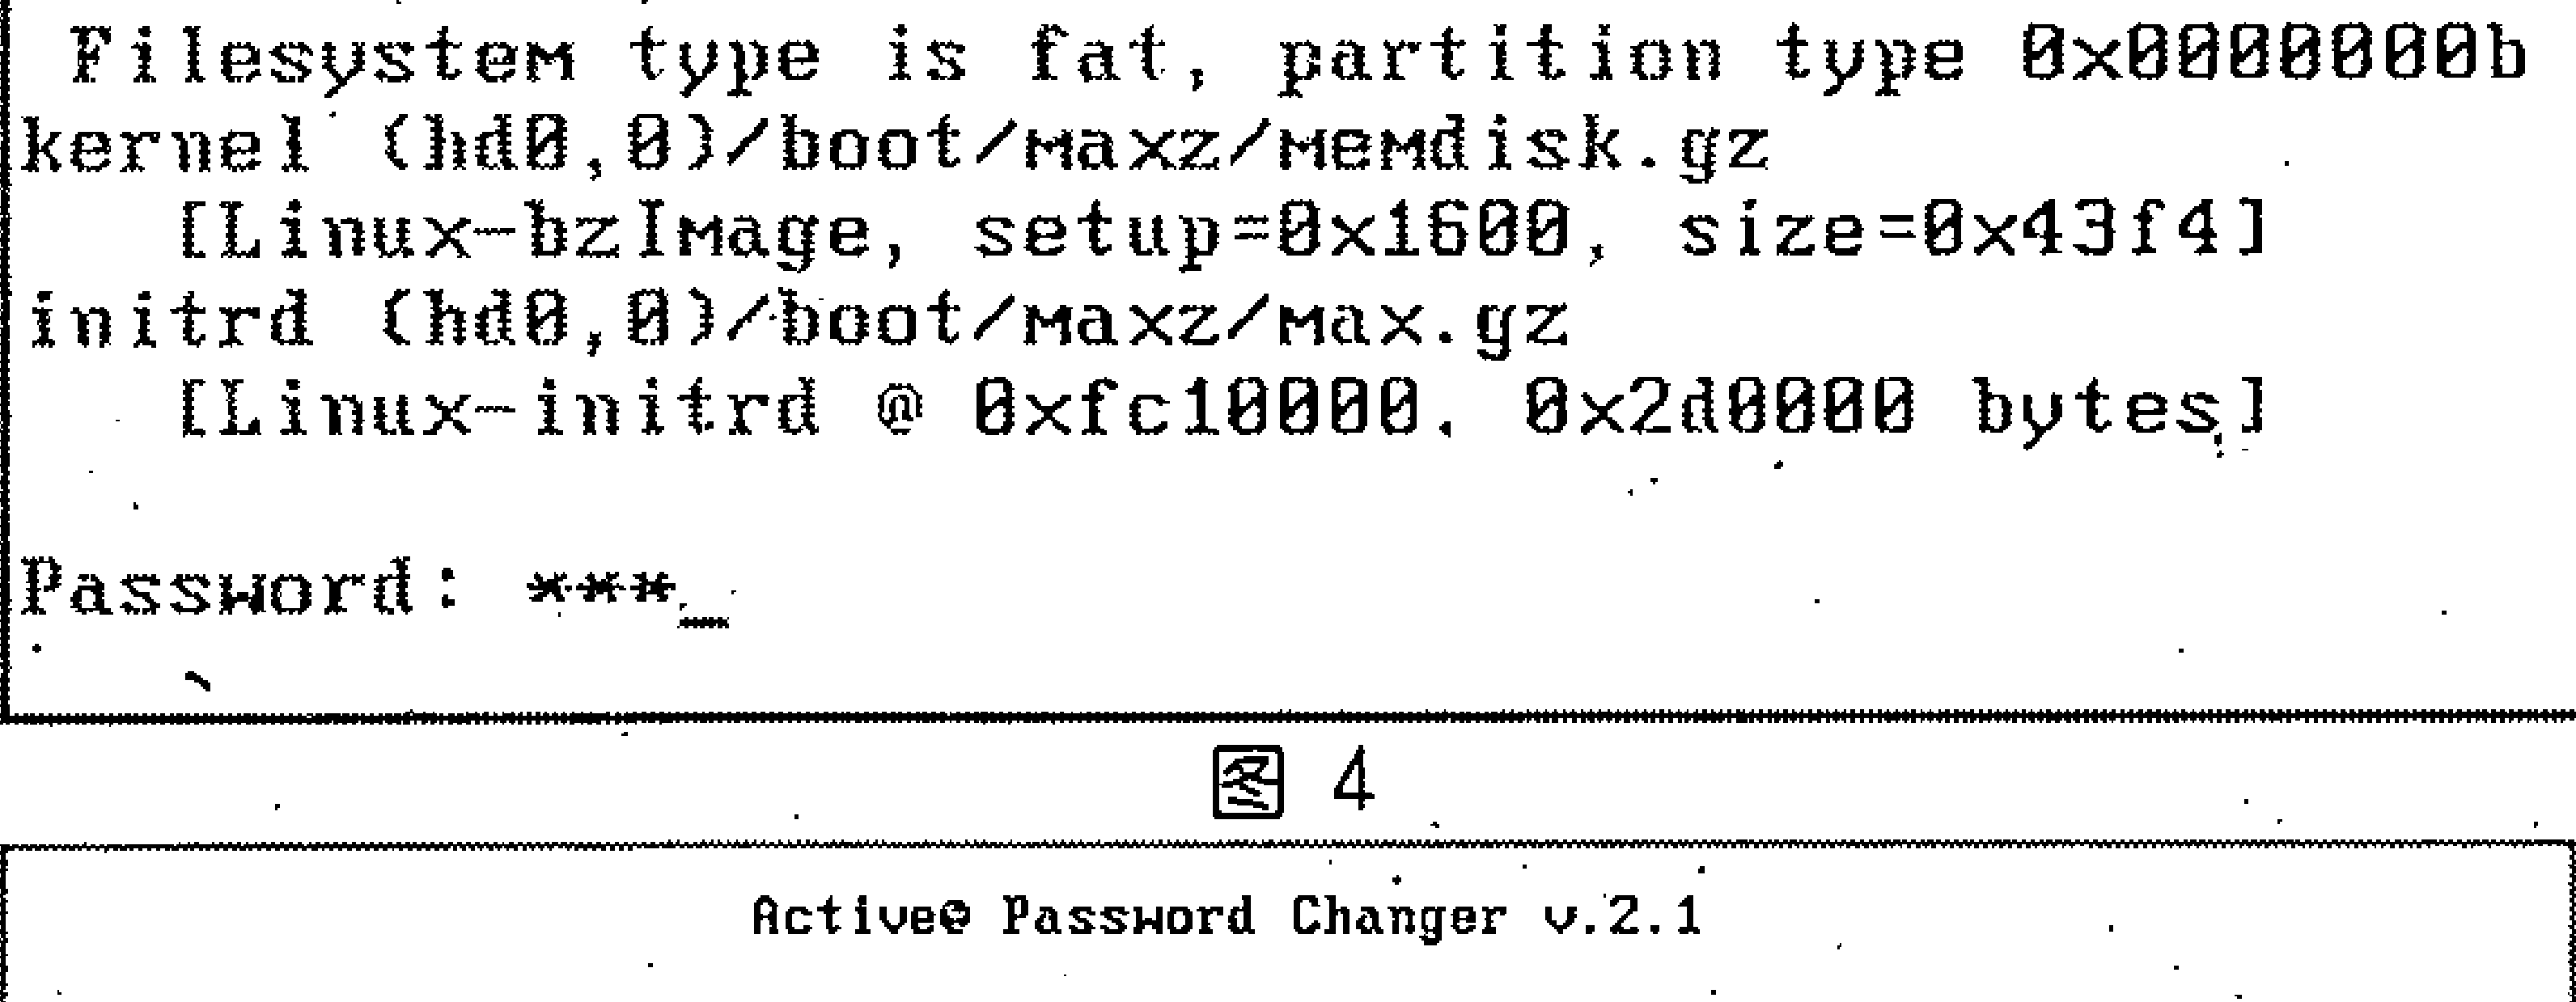 Filesystem type is fat, partition type 0x0000000b
kernel (hd0,0)/boot/maxz/memdisk.gz
[Linux-bzImage, setup=0x1600, size=0x43f4]
initrd (hd0,0)/boot/maxz/max.gz
[Linux-initrd @ 0xfc10000, 0x2d0000 bytes]
Password: ***_
图 4
Active@ Password Changer v.2.1